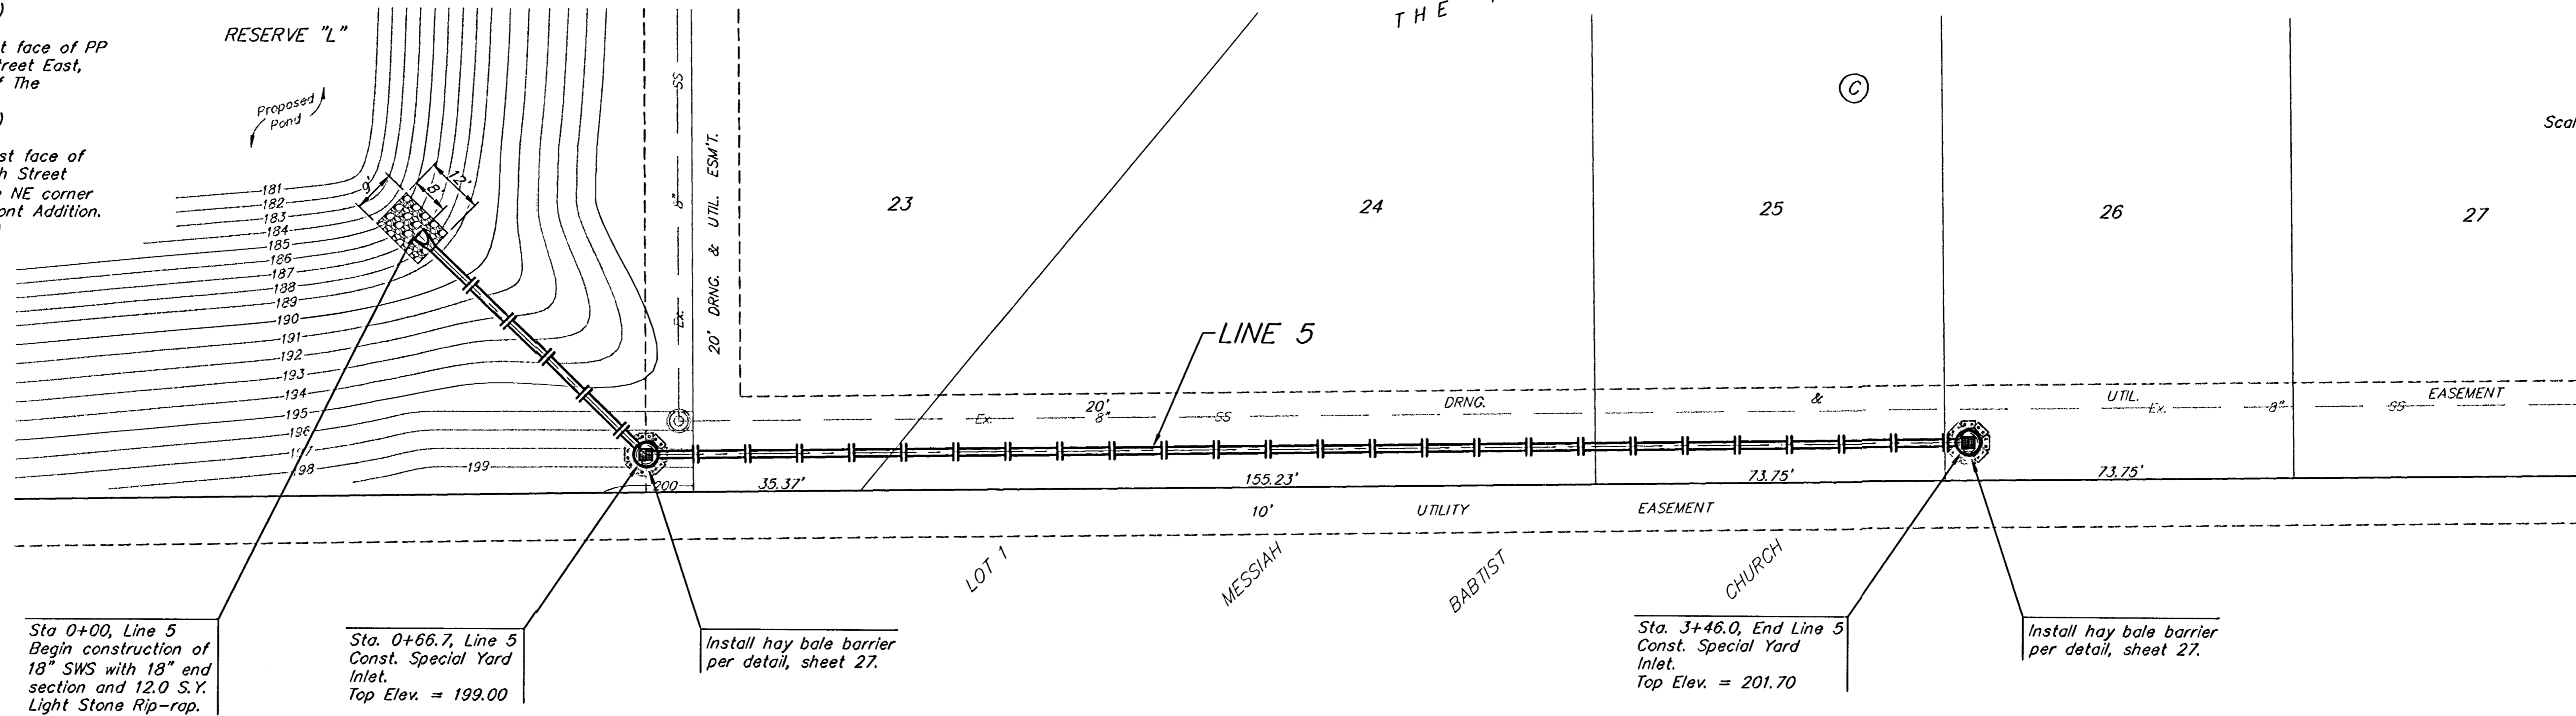 t face of PP
treet East,
f The
)
st face of
h Street
NE corner
ont Addition.
RESERVE "L"
Proposed
Pond
THE
C
Scal
181
182
183
184
185
186
187
188
189
190
191
192
193
194
195
196
197
198
199
200
9'
8'
12'
SS
8"
Ex.
20' DRNG. & UTIL. ESM'T.
23
24
25
26
27
LINE 5
20' DRNG. & UTIL. EASEMENT
Ex. 8" SS Ex. 8" SS
35.37' 155.23' 73.75' 73.75'
10' UTILITY EASEMENT
LOT 1 MESSIAH BABTIST CHURCH
Sta 0+00, Line 5
Begin construction of
18" SWS with 18" end
section and 12.0 S.Y.
Light Stone Rip-rap.
Sta. 0+66.7, Line 5
Const. Special Yard
Inlet.
Top Elev. = 199.00
Install hay bale barrier
per detail, sheet 27.
Sta. 3+46.0, End Line 5
Const. Special Yard
Inlet.
Top Elev. = 201.70
Install hay bale barrier
per detail, sheet 27.